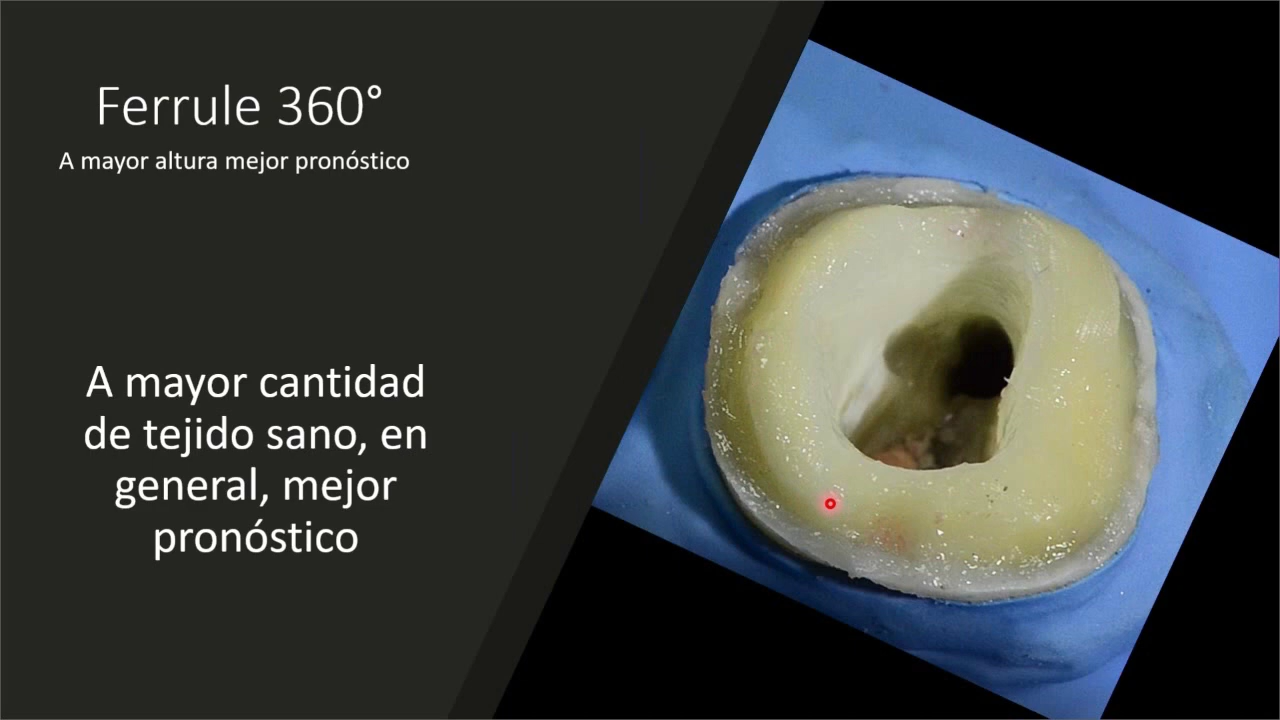 Ferrule 360°
A mayor altura mejor pronóstico
A mayor cantidad
de tejido sano, en
general, mejor
pronóstico